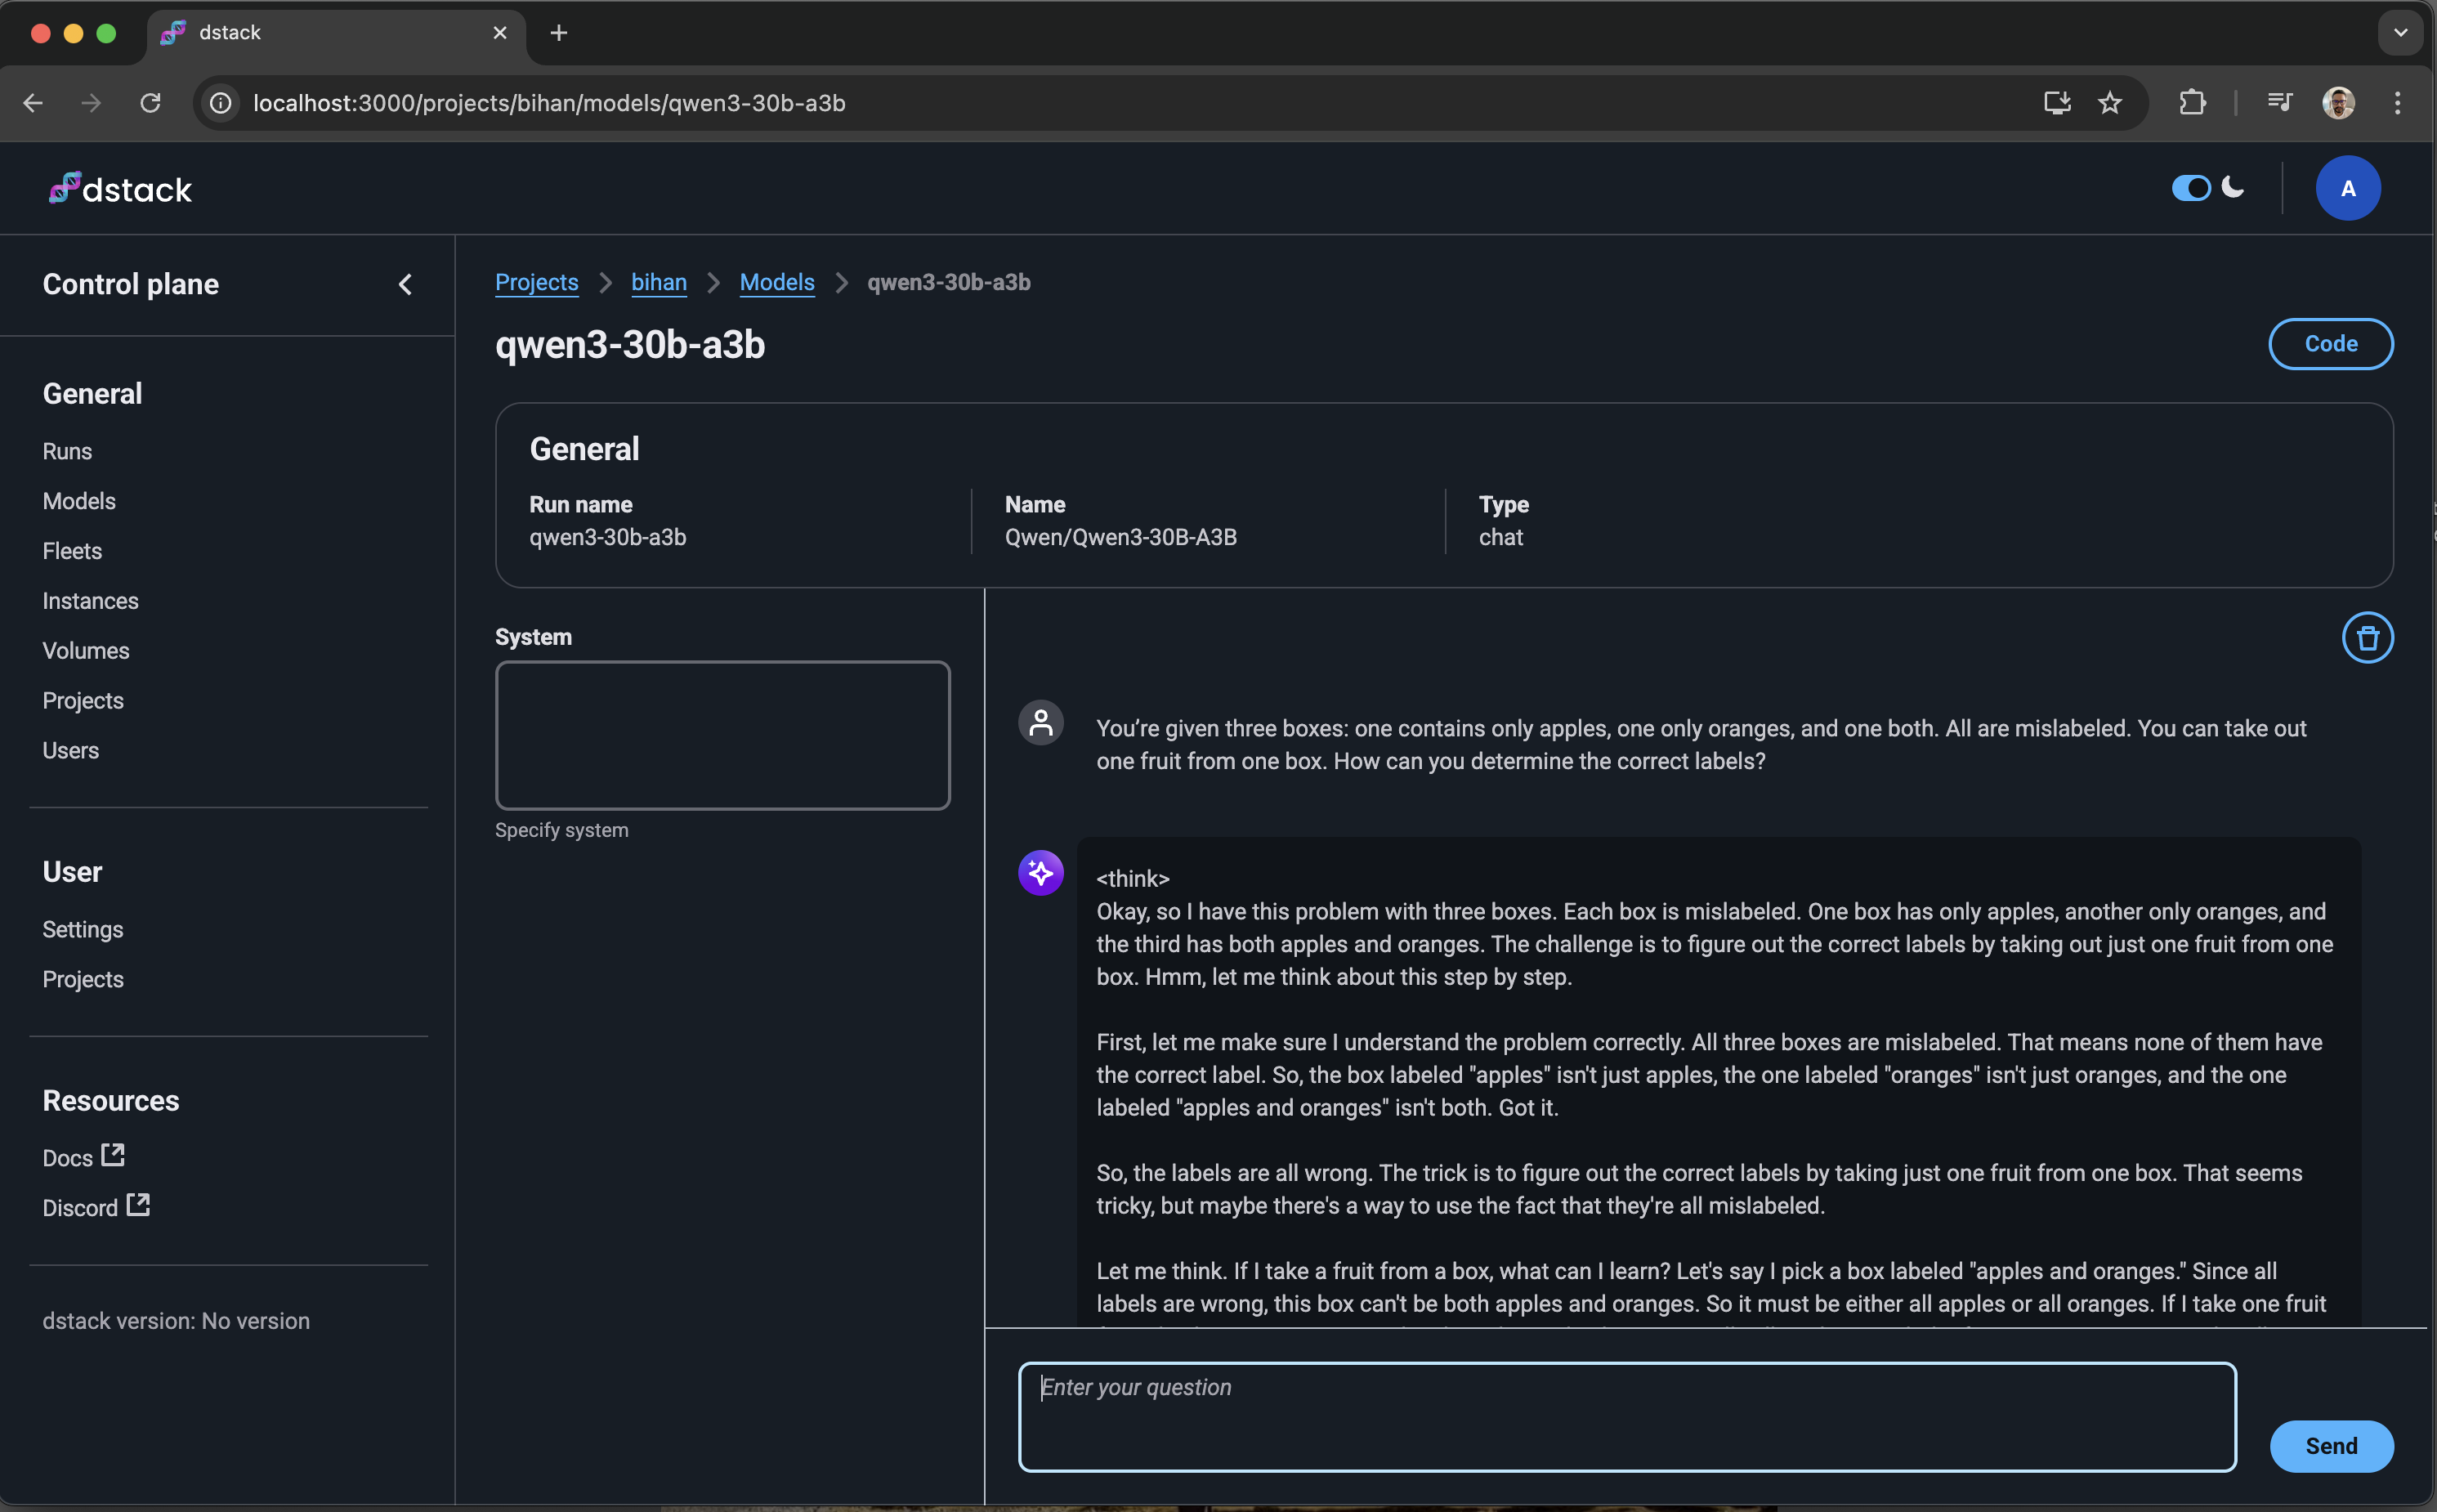 dstack
localhost:3000/projects/bihan/models/qwen3-30b-a3b
dstack
A
Control plane
General
Runs
Models
Fleets
Instances
Volumes
Projects
Users
User
Settings
Projects
Resources
Docs
Discord
dstack version: No version
Projects > bihan > Models > qwen3-30b-a3b
qwen3-30b-a3b
Code
General
Run name
qwen3-30b-a3b
Name
Qwen/Qwen3-30B-A3B
Type
chat
System
Specify system
You’re given three boxes: one contains only apples, one only oranges, and one both. All are mislabeled. You can take out
one fruit from one box. How can you determine the correct labels?
<think>
Okay, so I have this problem with three boxes. Each box is mislabeled. One box has only apples, another only oranges, and
the third has both apples and oranges. The challenge is to figure out the correct labels by taking out just one fruit from one
box. Hmm, let me think about this step by step.
First, let me make sure I understand the problem correctly. All three boxes are mislabeled. That means none of them have
the correct label. So, the box labeled "apples" isn't just apples, the one labeled "oranges" isn't just oranges, and the one
labeled "apples and oranges" isn't both. Got it.
So, the labels are all wrong. The trick is to figure out the correct labels by taking just one fruit from one box. That seems
tricky, but maybe there's a way to use the fact that they're all mislabeled.
Let me think. If I take a fruit from a box, what can I learn? Let's say I pick a box labeled "apples and oranges." Since all
labels are wrong, this box can't be both apples and oranges. So it must be either all apples or all oranges. If I take one fruit
Enter your question
Send